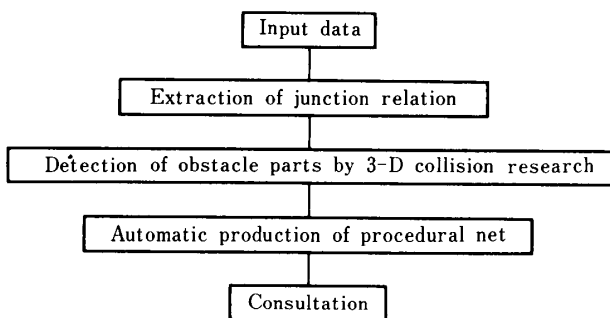 Input data
Extraction of junction relation
Detection of obstacle parts by 3-D collision research
Automatic production of procedural net
Consultation